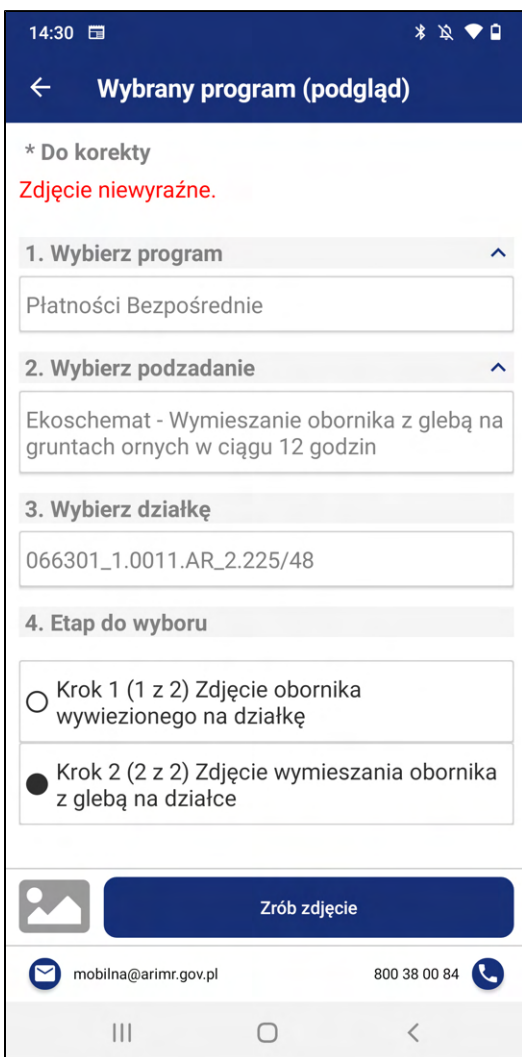 14:30
Wybrany program (podgląd)
* Do korekty
Zdjęcie niewyraźne.
1. Wybierz program
Płatności Bezpośrednie
2. Wybierz podzadanie
Ekoschemat - Wymieszanie obornika z glebą na
gruntach ornych w ciągu 12 godzin
3. Wybierz działkę
066301_1.0011.AR_2.225/48
4. Etap do wyboru
Krok 1 (1 z 2) Zdjęcie obornika
wywiezionego na działkę
Krok 2 (2 z 2) Zdjęcie wymieszania obornika
z glebą na działce
Zrób zdjęcie
mobilna@arimr.gov.pl
800 38 00 84